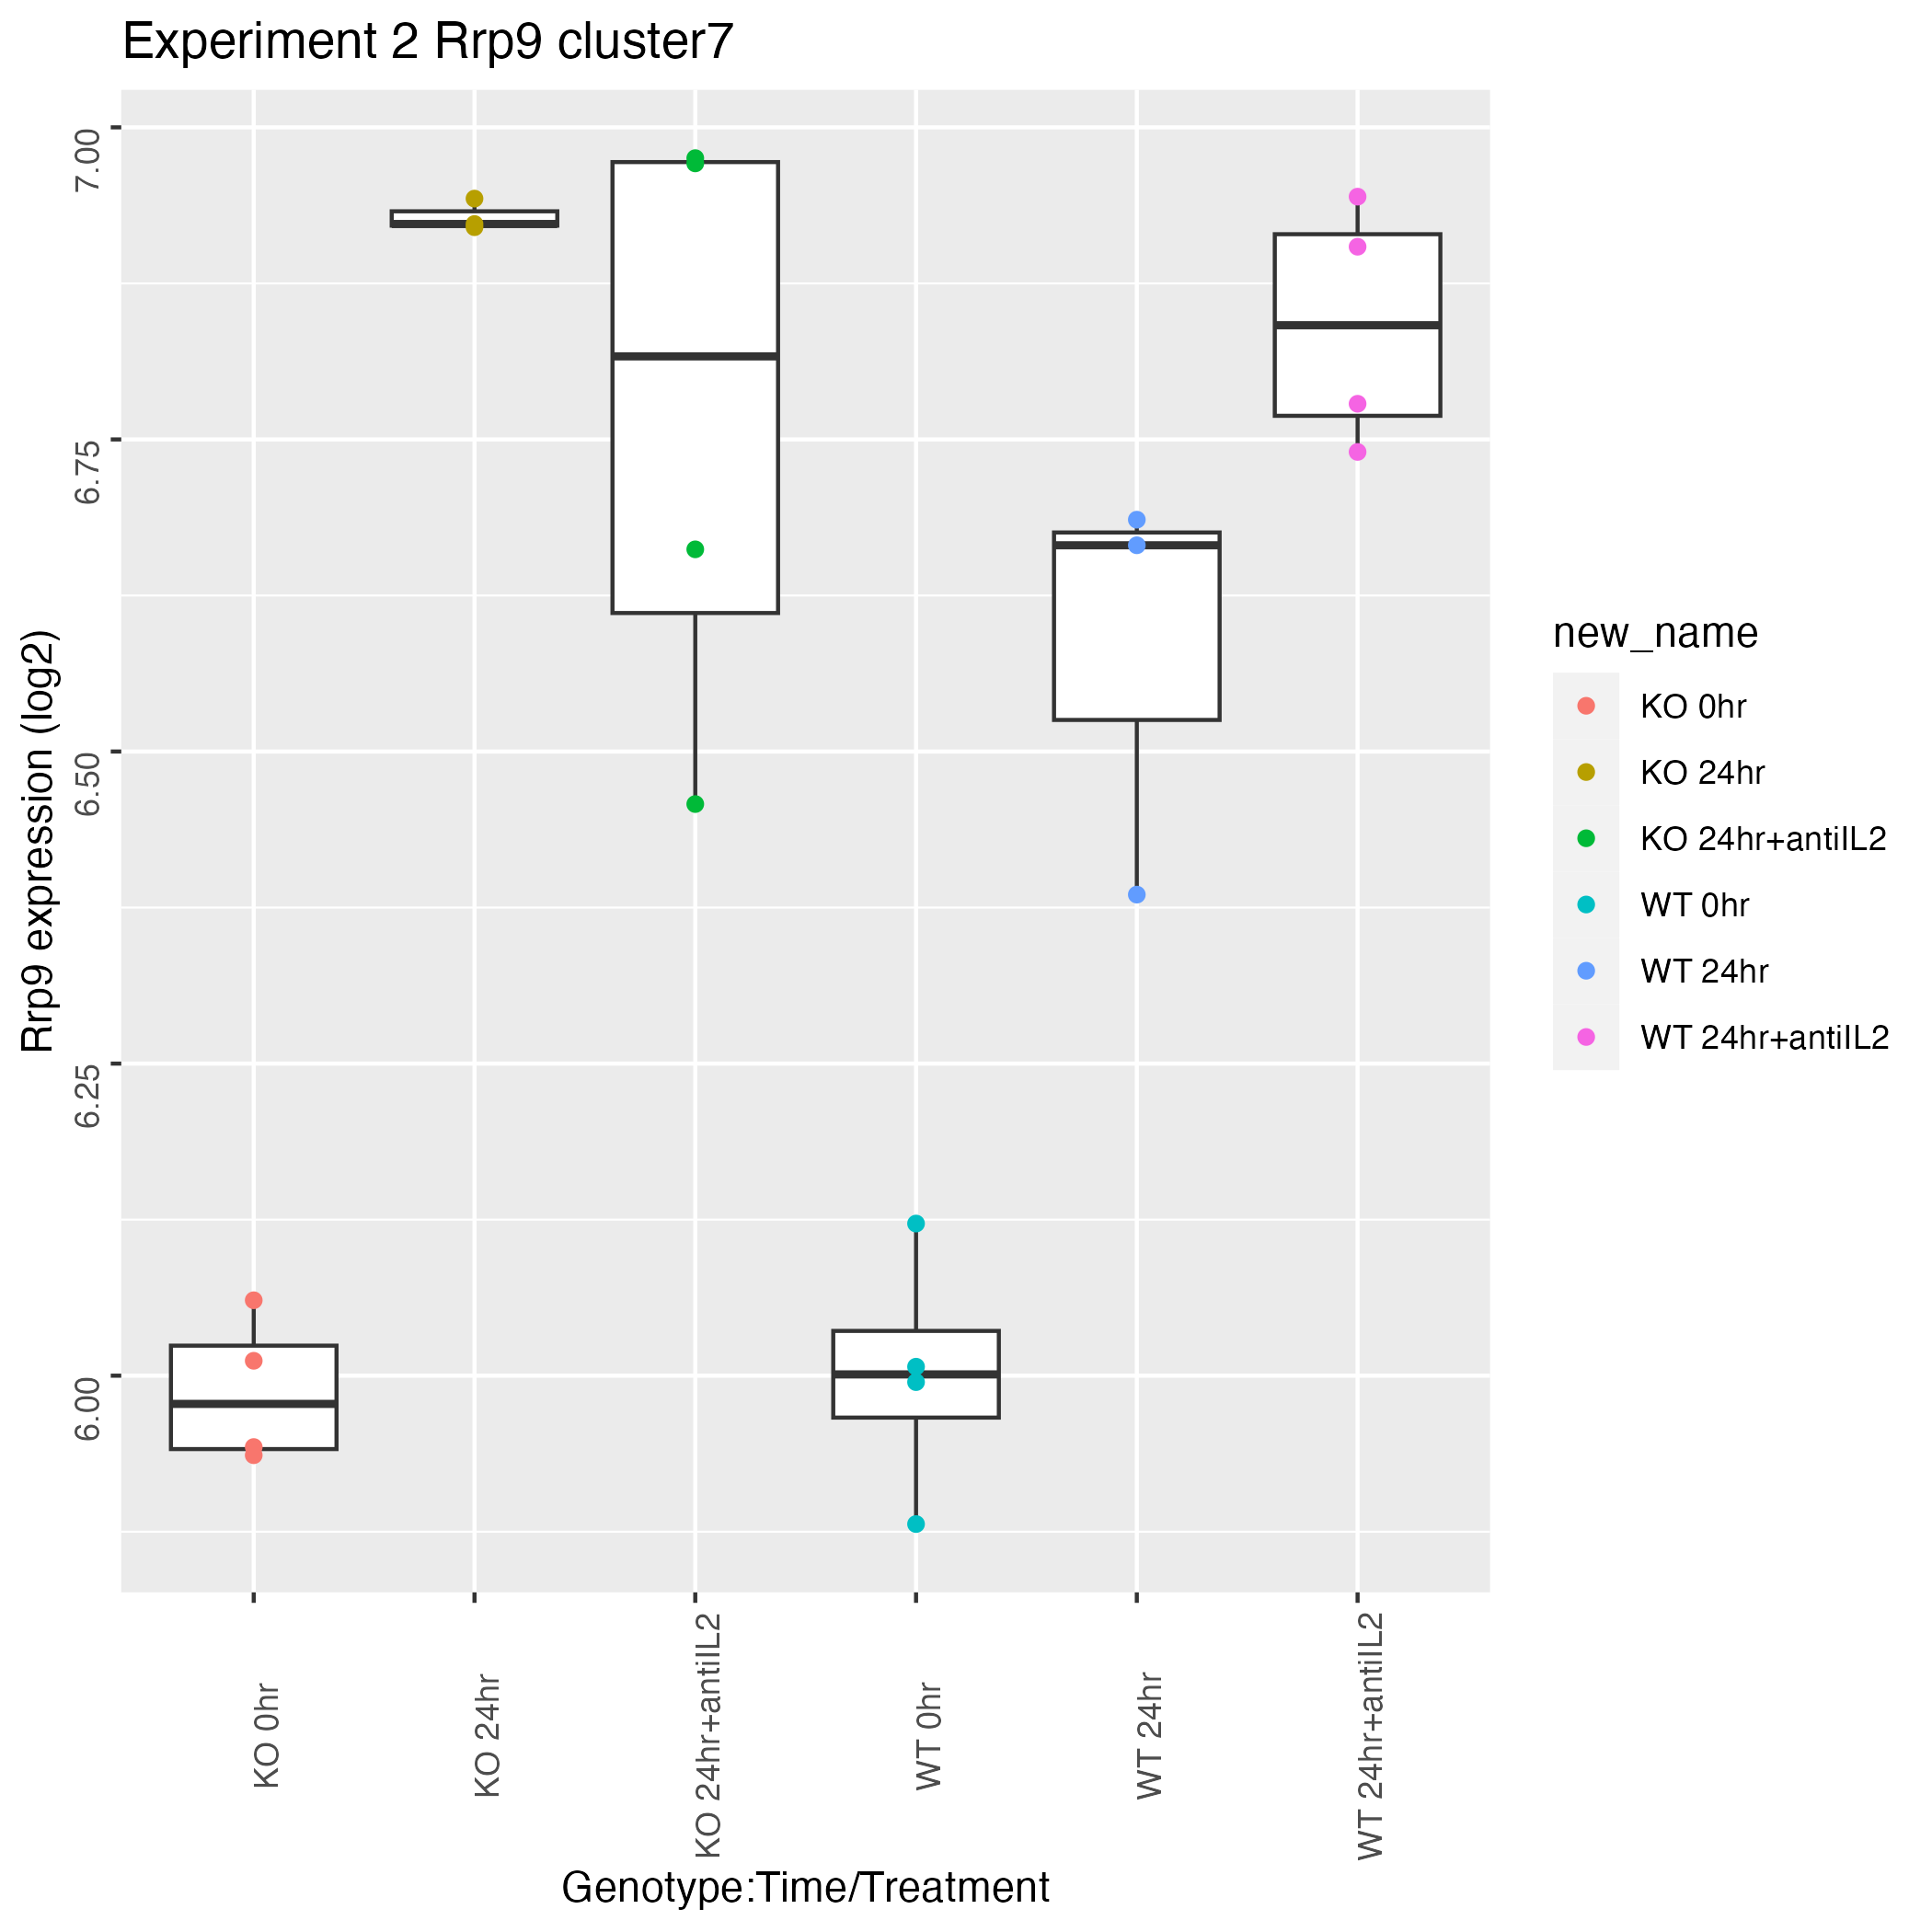 Experiment 2 Rrp9 cluster7
Rrp9 expression (log2)
7.00
6.75
6.50
6.25
6.00
KO 0hr
KO 24hr
KO 24hr+antiIL2
WT 0hr
WT 24hr
WT 24hr+antiIL2
Genotype:Time/Treatment
new_name
KO 0hr
KO 24hr
KO 24hr+antiIL2
WT 0hr
WT 24hr
WT 24hr+antiIL2